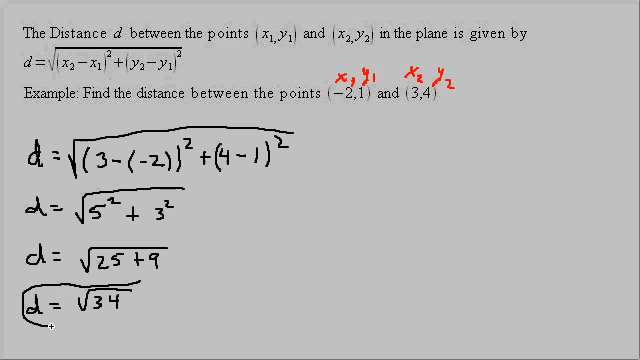 The Distance d between the points (x₁,y₁) and (x₂,y₂) in the plane is given by
d=√((x₂−x₁)²+(y₂−y₁)²)
x₁ y₁ x₂ y₂
Example: Find the distance between the points (−2,1) and (3,4)
d = √((3-(-2))² + (4-1)²)
d = √(5² + 3²)
d = √(25 + 9)
d = √34